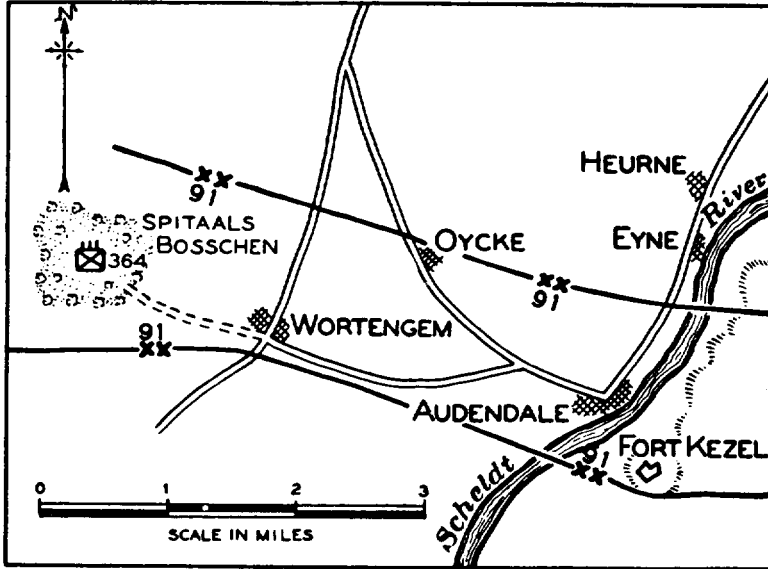 N
HEURNE
River
91
SPITAALS
BOSSCHEN
EYNE
OYCKE
364
91
WORTENGEM
91
AUDENDALE
91
FORT KEZEL
Scheldt
0 1 2 3
SCALE IN MILES